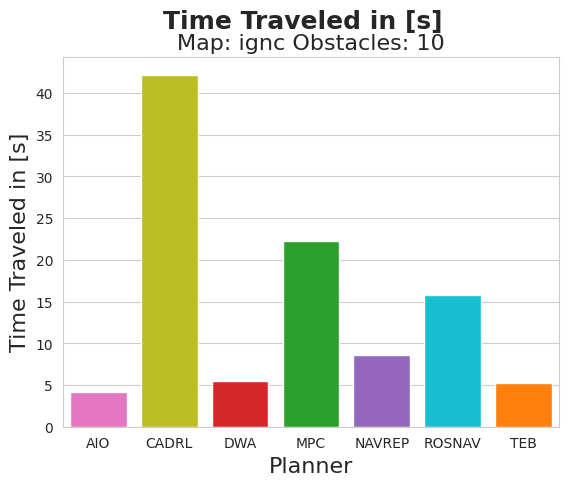 Time Traveled in [s]
Map: ignc Obstacles: 10
Time Traveled in [s]
40
35
30
25
20
15
10
5
0
AIO CADRL DWA MPC NAVREP ROSNAV TEB
Planner